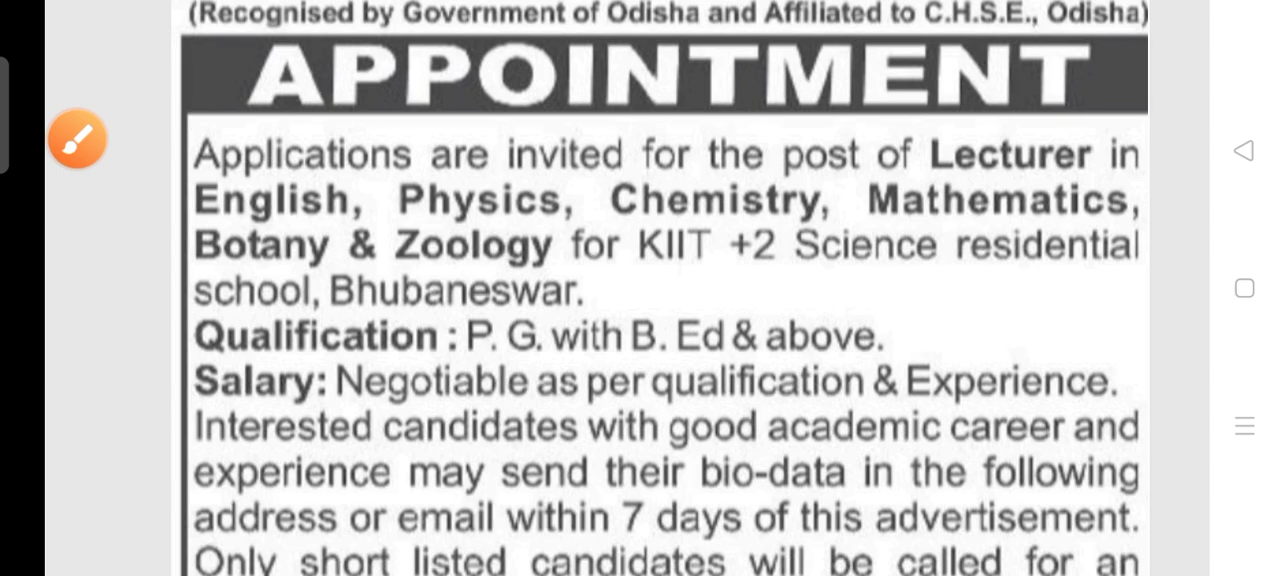 (Recognised by Government of Odisha and Affiliated to C.H.S.E., Odisha)
APPOINTMENT
Applications are invited for the post of Lecturer in
English, Physics, Chemistry, Mathematics,
Botany & Zoology for KIIT +2 Science residential
school, Bhubaneswar.
Qualification : P. G. with B. Ed & above.
Salary: Negotiable as per qualification & Experience.
Interested candidates with good academic career and
experience may send their bio-data in the following
address or email within 7 days of this advertisement.
Only short listed candidates will be called for an